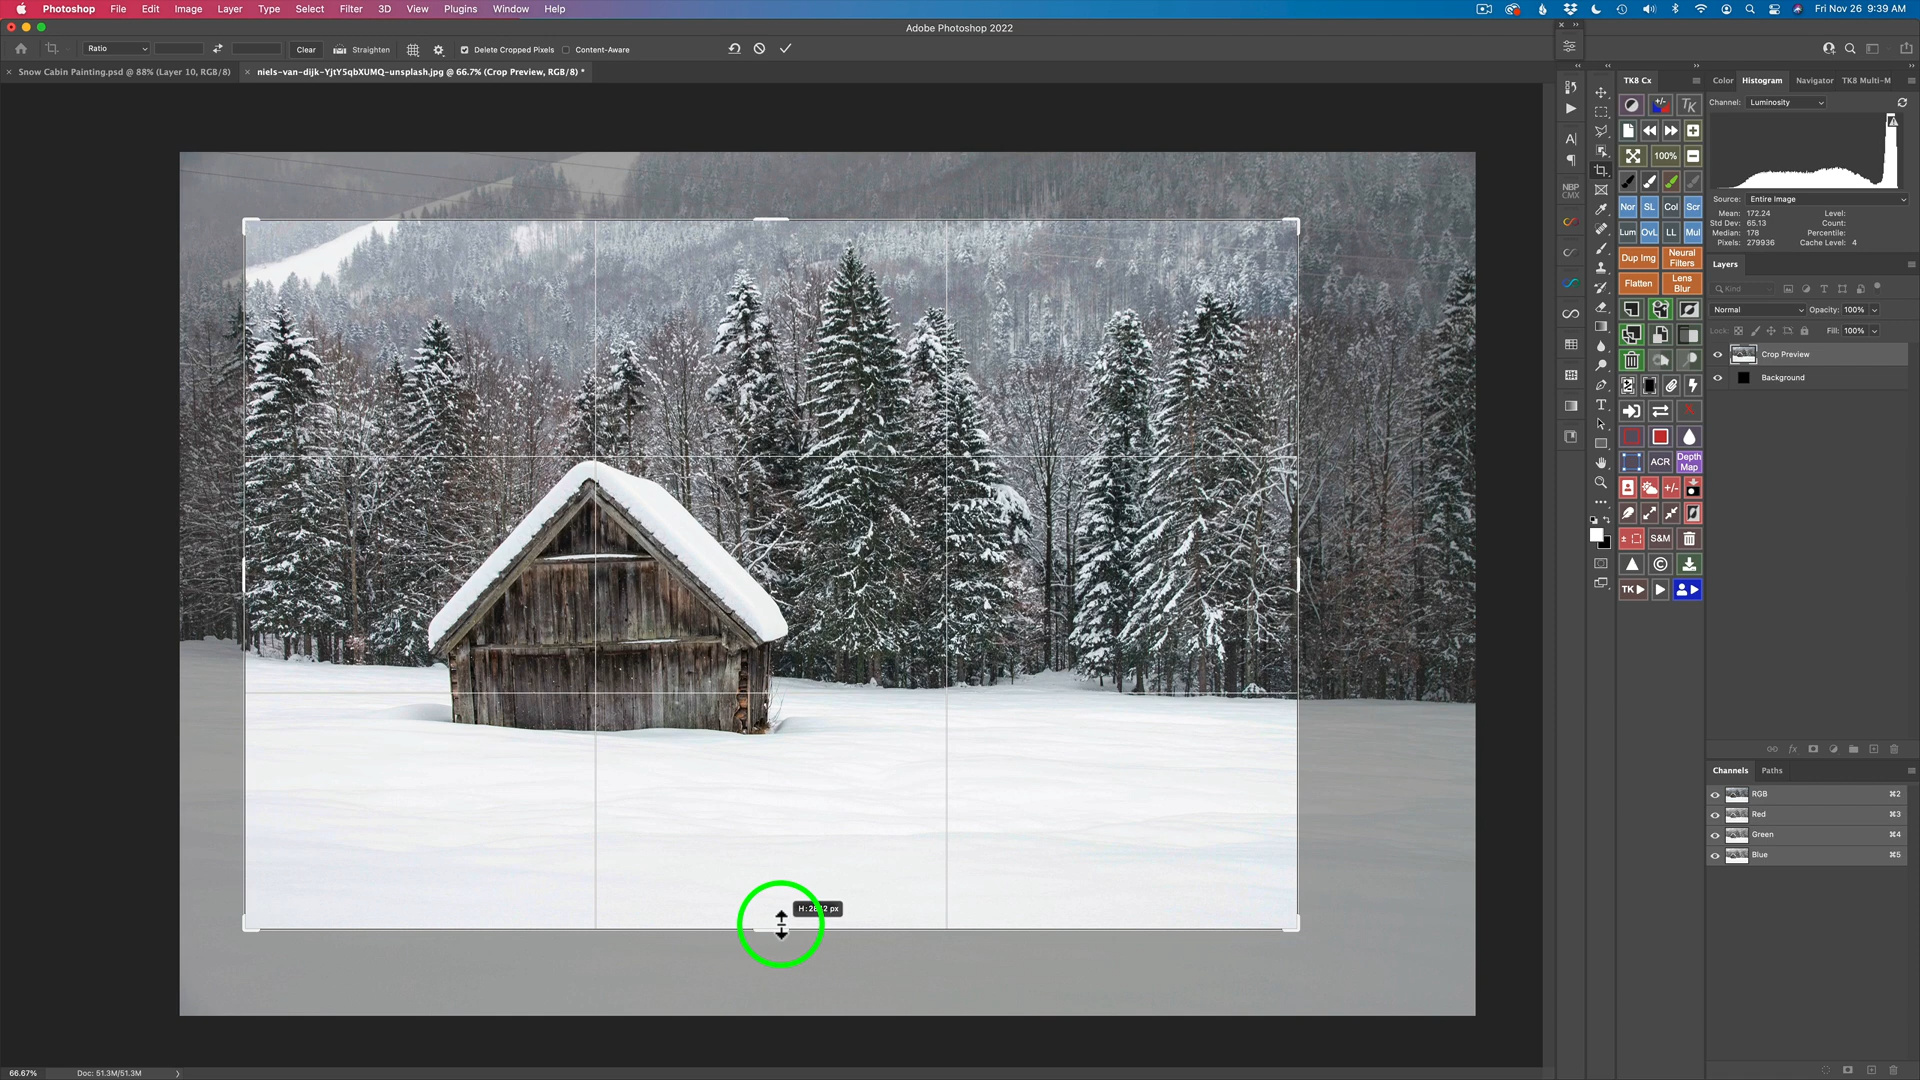 Photoshop File Edit Image Layer Type Select Filter 3D View Plugins Window Help Fri Nov 26 9:39 AM
Adobe Photoshop 2022
Ratio Clear Straighten Delete Cropped Pixels Content-Aware
Snow Cabin Painting.psd @ 88% (Layer 10, RGB/8) niels-van-dijk-YjtY5qbXUMQ-unsplash.jpg @ 66.7% (Crop Preview, RGB/8) *
TK8 Cx
TK
100%
Nor SL Col Scr
Lum OvL LL Mul
Dup Img Neural Filters
Flatten Lens Blur
ACR Depth Map
+/-
S&M
TK
NBP
CMX
Color Histogram Navigator TK8 Multi-M
Channel: Luminosity
Source: Entire Image
Mean: 172.24 Level:
Std Dev: 65.13 Count:
Median: 178 Percentile:
Pixels: 279936 Cache Level: 4
Layers
Kind
Normal Opacity: 100%
Lock: Fill: 100%
Crop Preview
Background
Channels Paths
RGB ⌘2
Red ⌘3
Green ⌘4
Blue ⌘5
px
66.67% Doc: 51.3M/51.3M